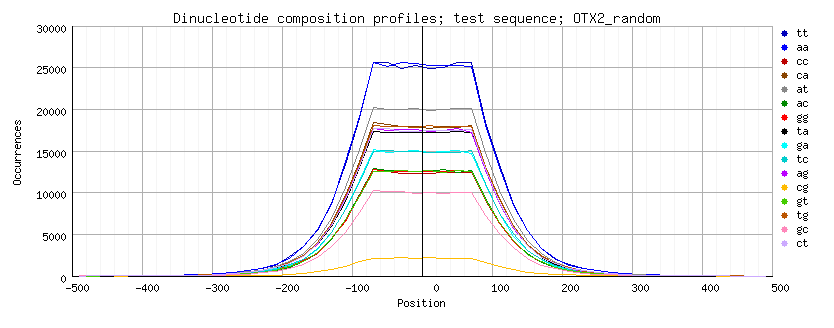 Dinucleotide composition profiles; test sequence; OTX2_random
30000
25000
20000
15000
10000
5000
0
Occurrences
-500 -400 -300 -200 -100 0 100 200 300 400 500
Position
tt
aa
cc
ca
at
ac
gg
ta
ga
tc
ag
cg
gt
tg
gc
ct